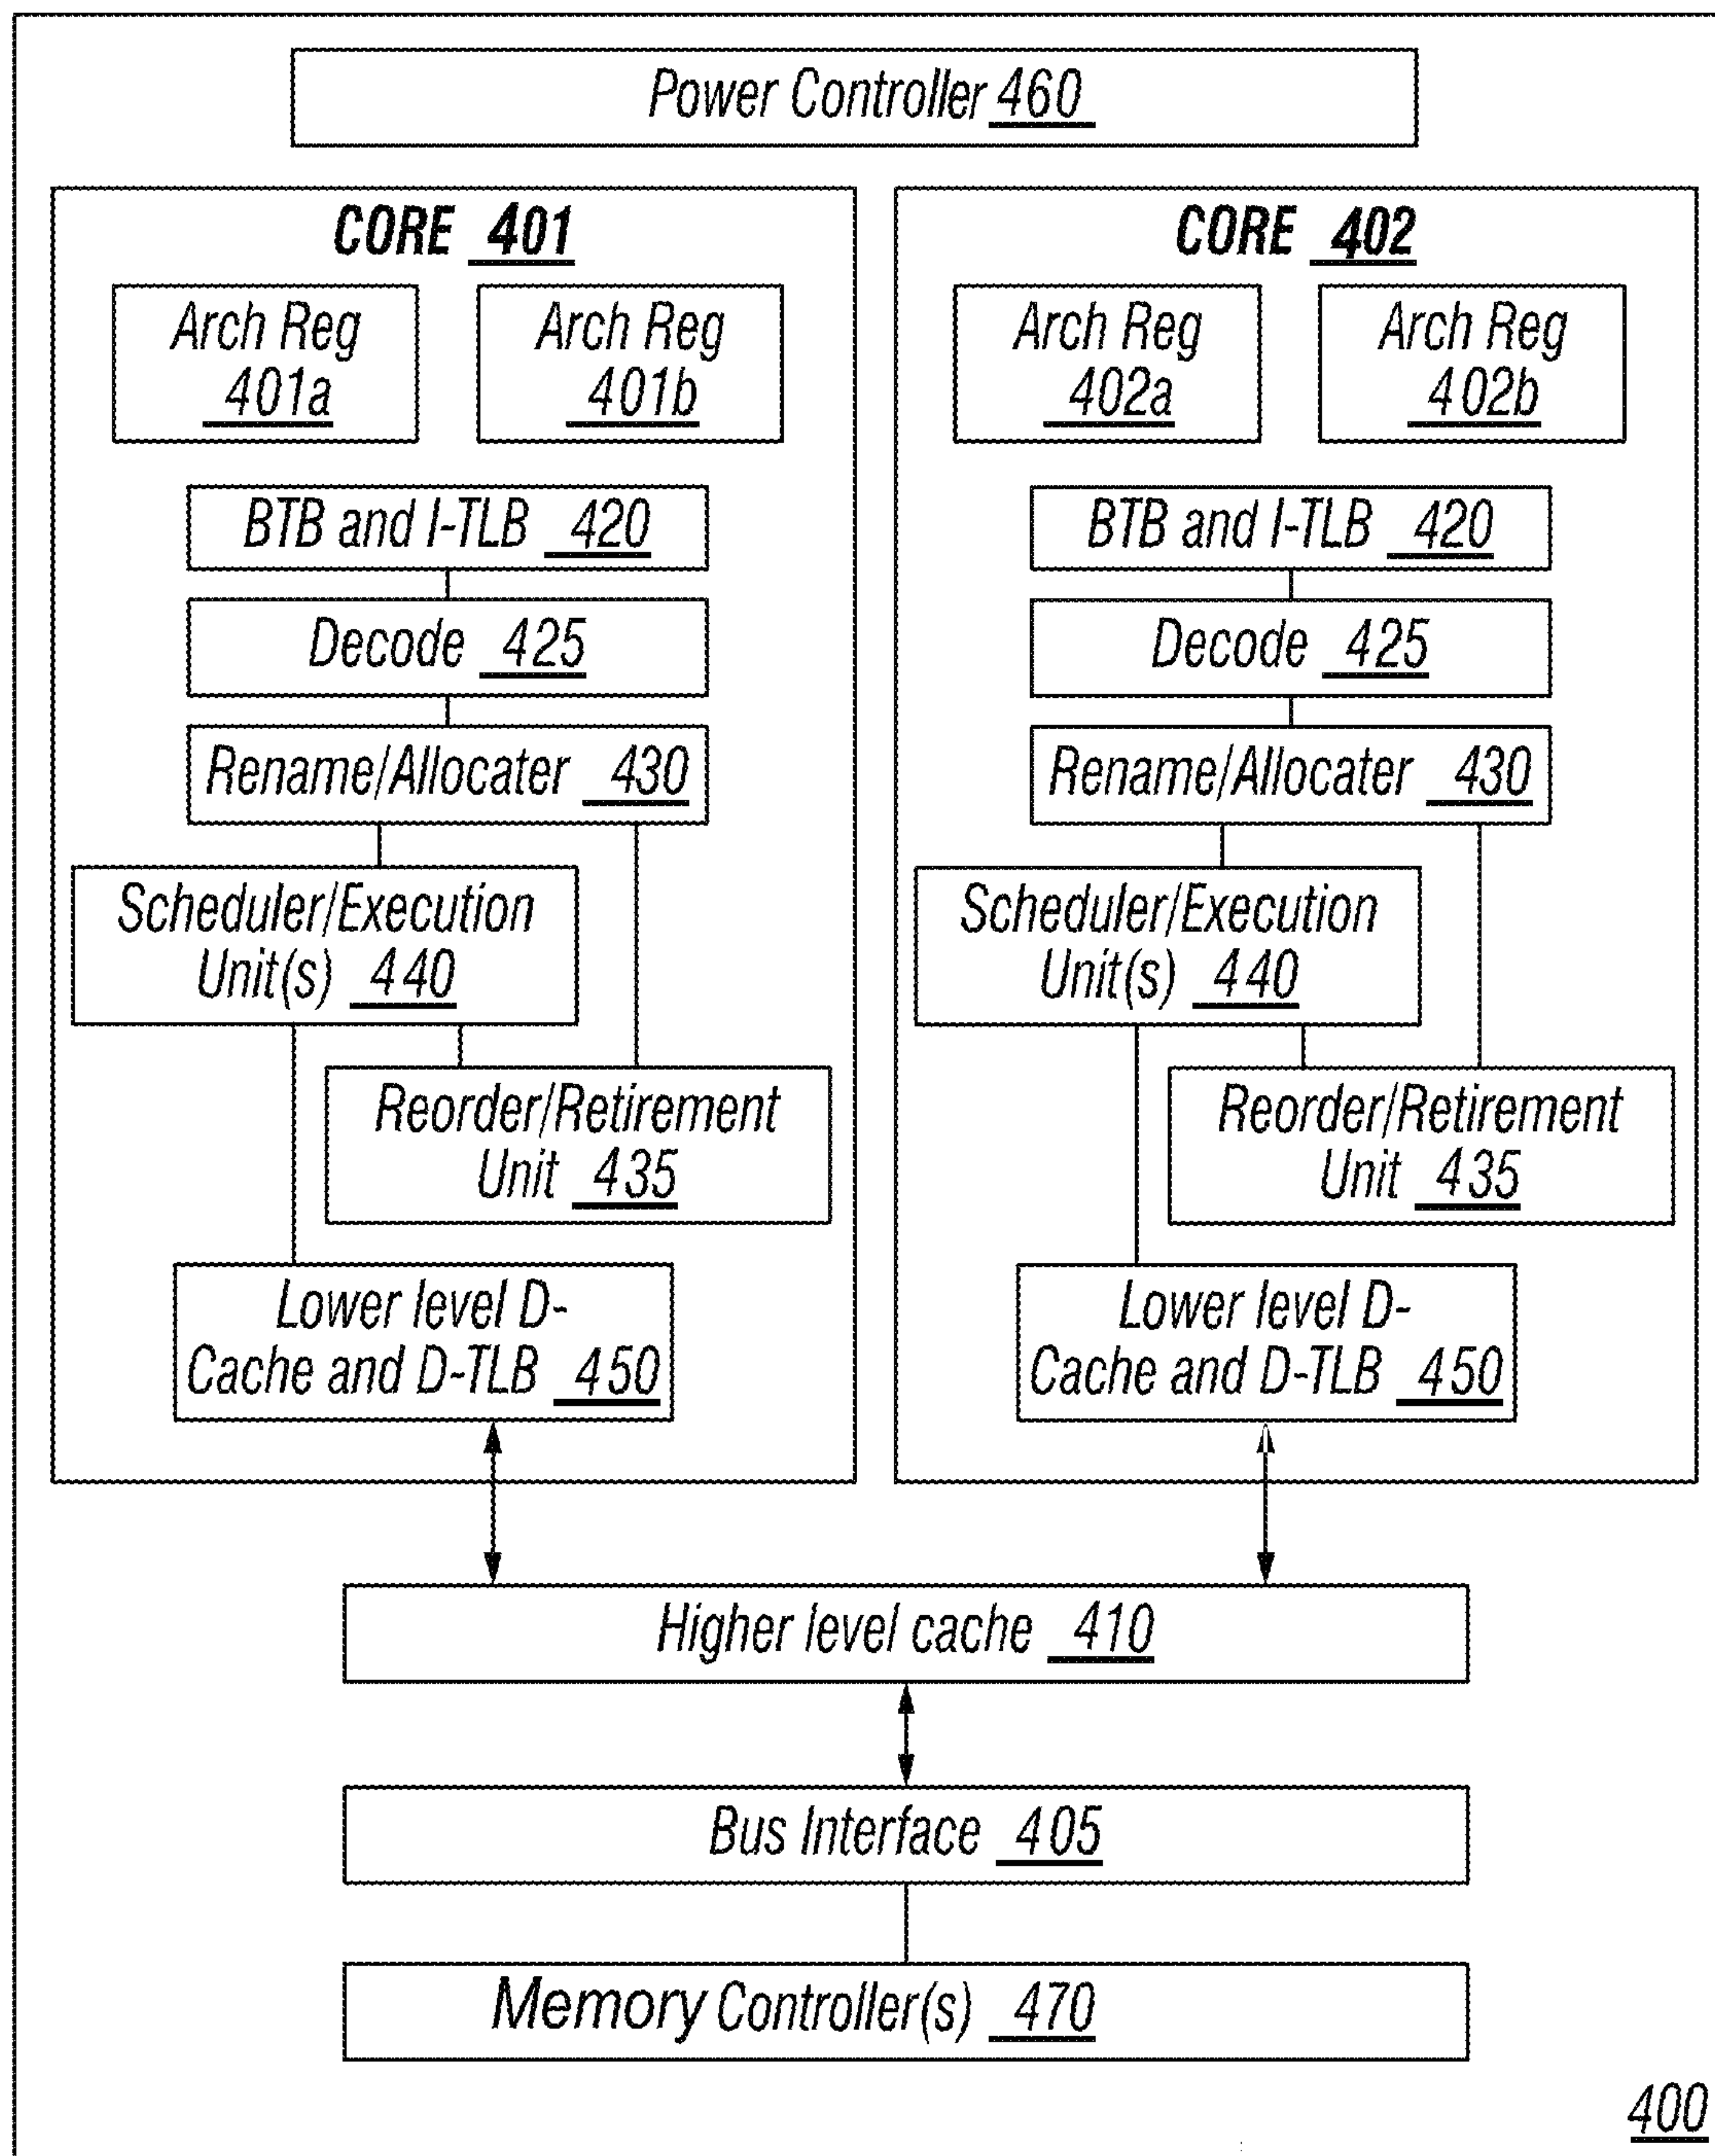 Power Controller 460
CORE 401
Arch Reg
401a
Arch Reg
401b
BTB and I-TLB 420
Decode 425
Rename/Allocater 430
Scheduler/Execution
Unit(s) 440
Reorder/Retirement
Unit 435
Lower level D-
Cache and D-TLB 450
CORE 402
Arch Reg
402a
Arch Reg
402b
BTB and I-TLB 420
Decode 425
Rename/Allocater 430
Scheduler/Execution
Unit(s) 440
Reorder/Retirement
Unit 435
Lower level D-
Cache and D-TLB 450
Higher level cache 410
Bus Interface 405
Memory Controller(s) 470
400